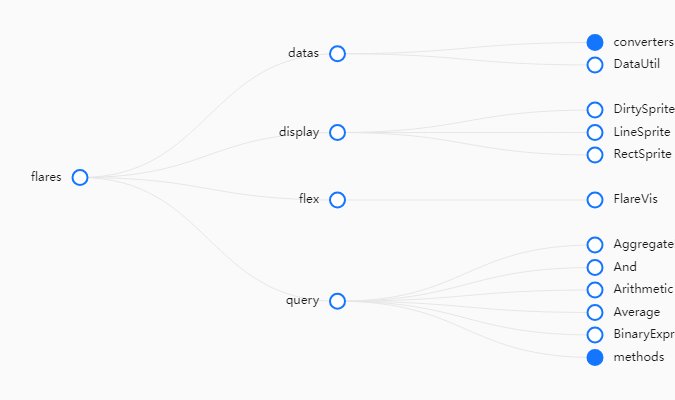 flares
datas
converters
DataUtil
display
DirtySprite
LineSprite
RectSprite
flex
FlareVis
query
Aggregate
And
Arithmetic
Average
BinaryExpr
methods